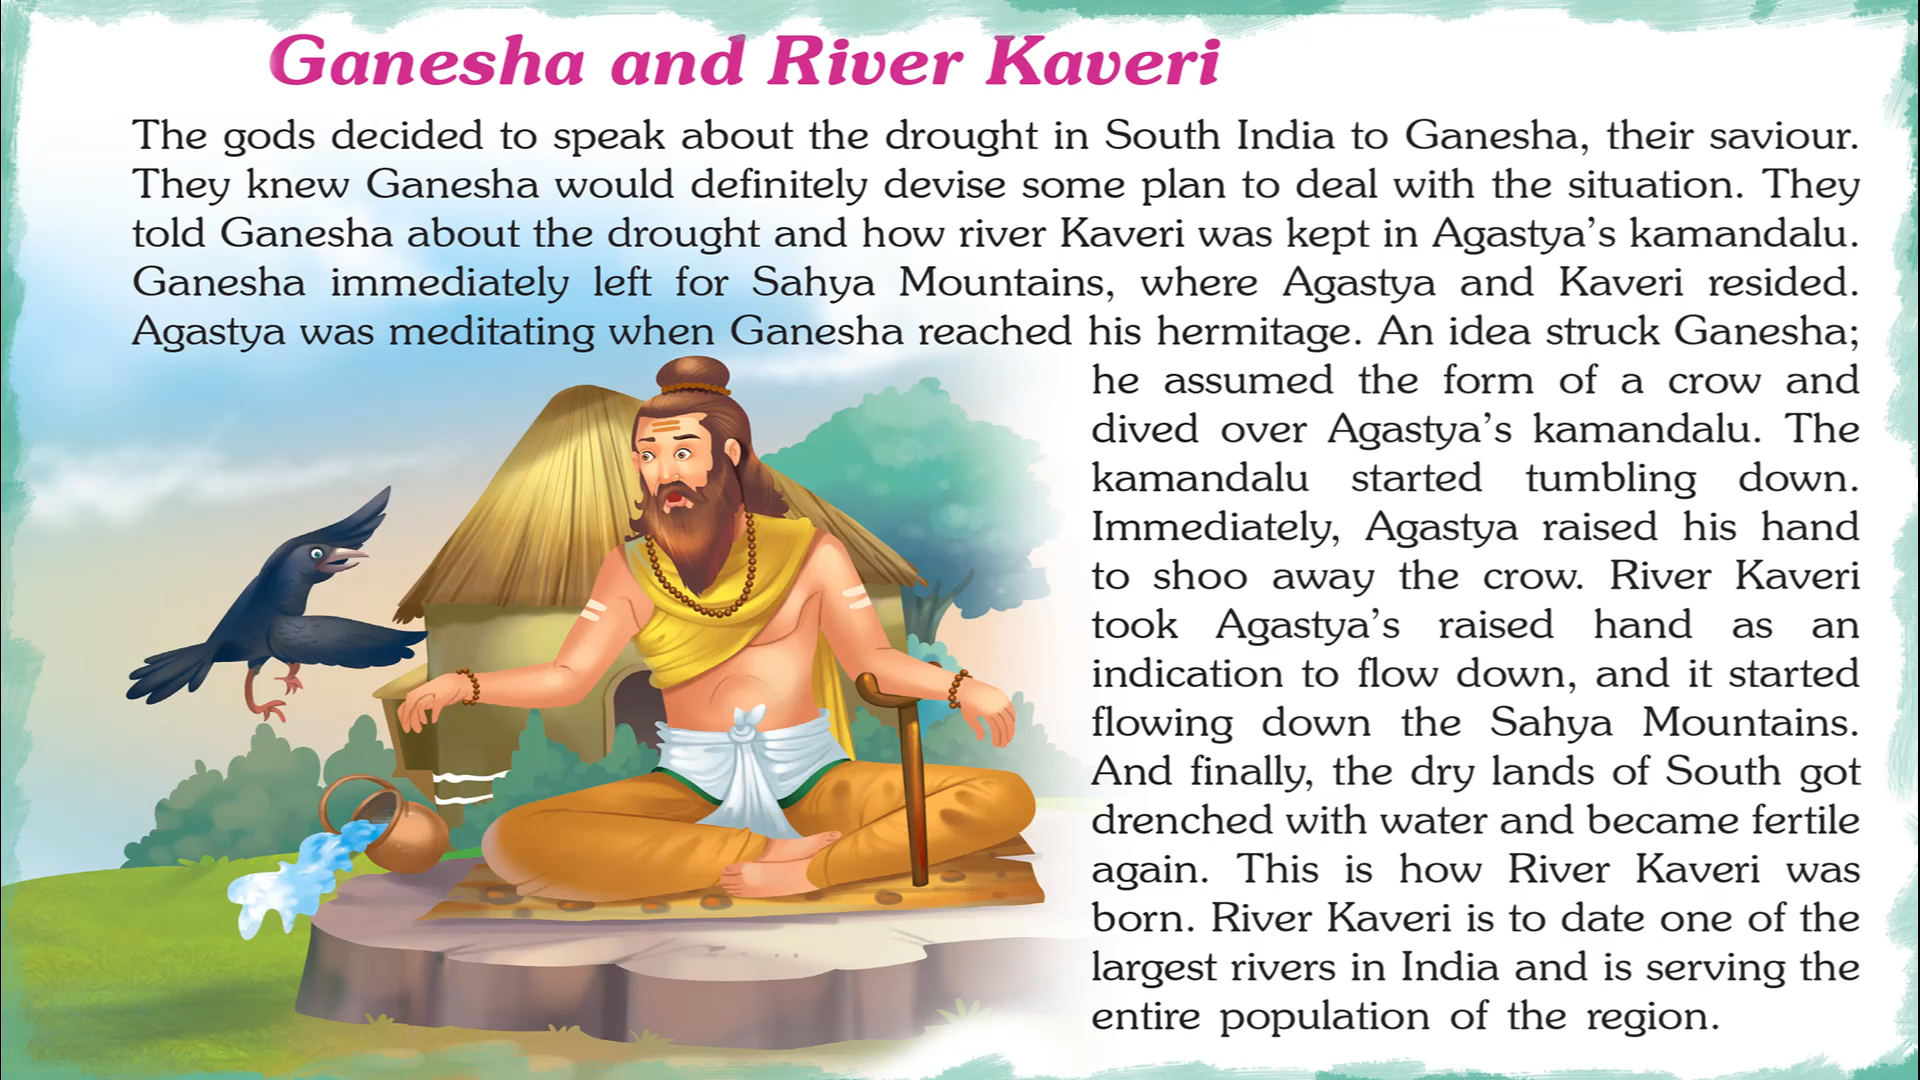 Ganesha and River Kaveri
The gods decided to speak about the drought in South India to Ganesha, their saviour.
They knew Ganesha would definitely devise some plan to deal with the situation. They
told Ganesha about the drought and how river Kaveri was kept in Agastya’s kamandalu.
Ganesha immediately left for Sahya Mountains, where Agastya and Kaveri resided.
Agastya was meditating when Ganesha reached his hermitage. An idea struck Ganesha;
he assumed the form of a crow and
dived over Agastya’s kamandalu. The
kamandalu started tumbling down.
Immediately, Agastya raised his hand
to shoo away the crow. River Kaveri
took Agastya’s raised hand as an
indication to flow down, and it started
flowing down the Sahya Mountains.
And finally, the dry lands of South got
drenched with water and became fertile
again. This is how River Kaveri was
born. River Kaveri is to date one of the
largest rivers in India and is serving the
entire population of the region.